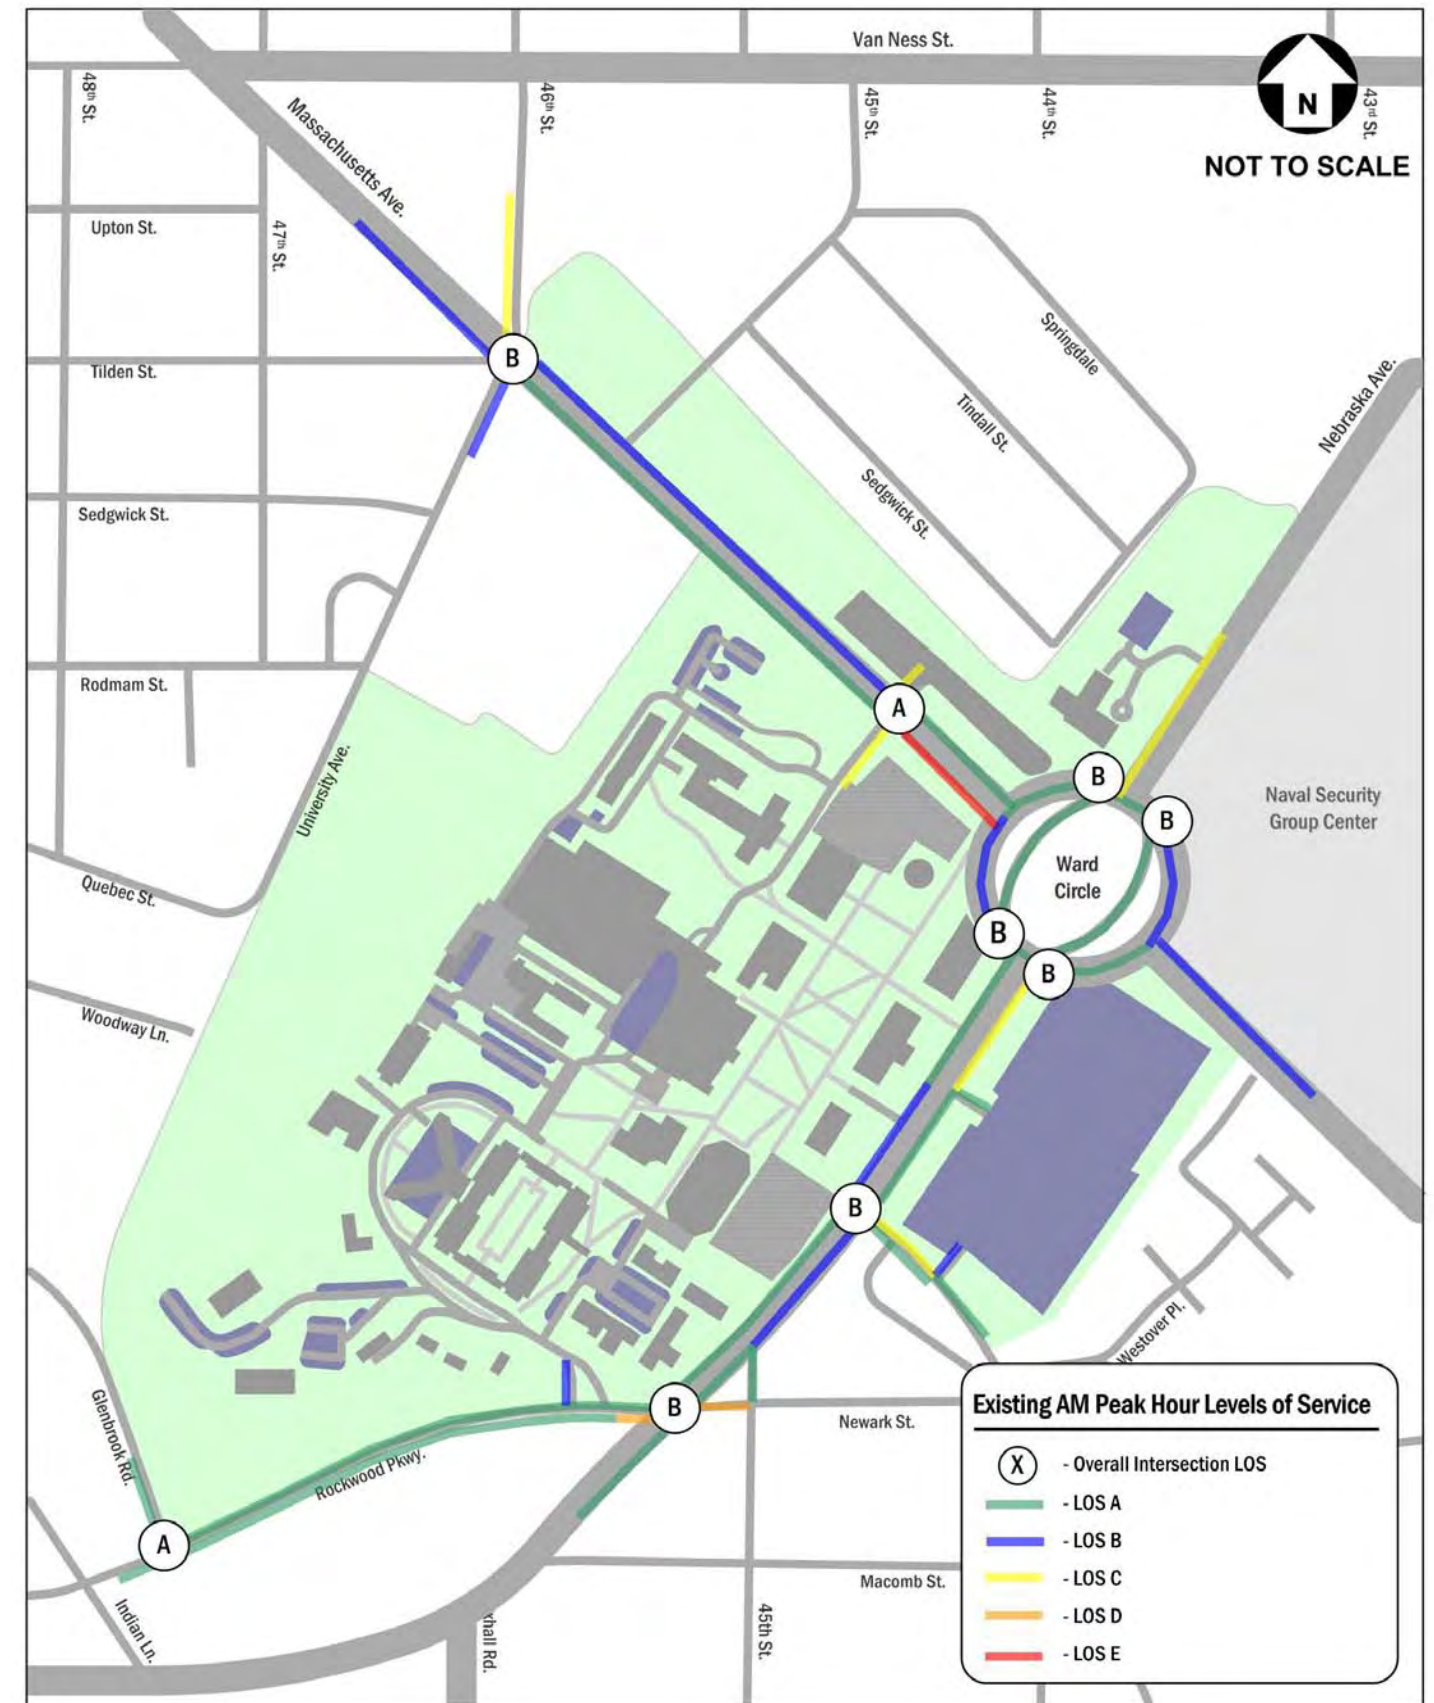 Van Ness St.
48th St.
46th St.
45th St.
44th St.
43rd St.
N
NOT TO SCALE
Massachusetts Ave.
Upton St.
47th St.
Tilden St.
B
Springdale
Tindall St.
Sedgwick St.
Nebraska Ave.
Sedgwick St.
Rodmam St.
A
University Ave.
B
B
Naval Security
Group Center
Ward
Circle
Quebec St.
B
B
Woodway Ln.
B
Westover Pl.
Glenbrook Rd.
B
Newark St.
Rockwood Pkwy.
A
Indian Ln.
xhall Rd.
45th St.
Macomb St.
Existing AM Peak Hour Levels of Service
X - Overall Intersection LOS
- LOS A
- LOS B
- LOS C
- LOS D
- LOS E